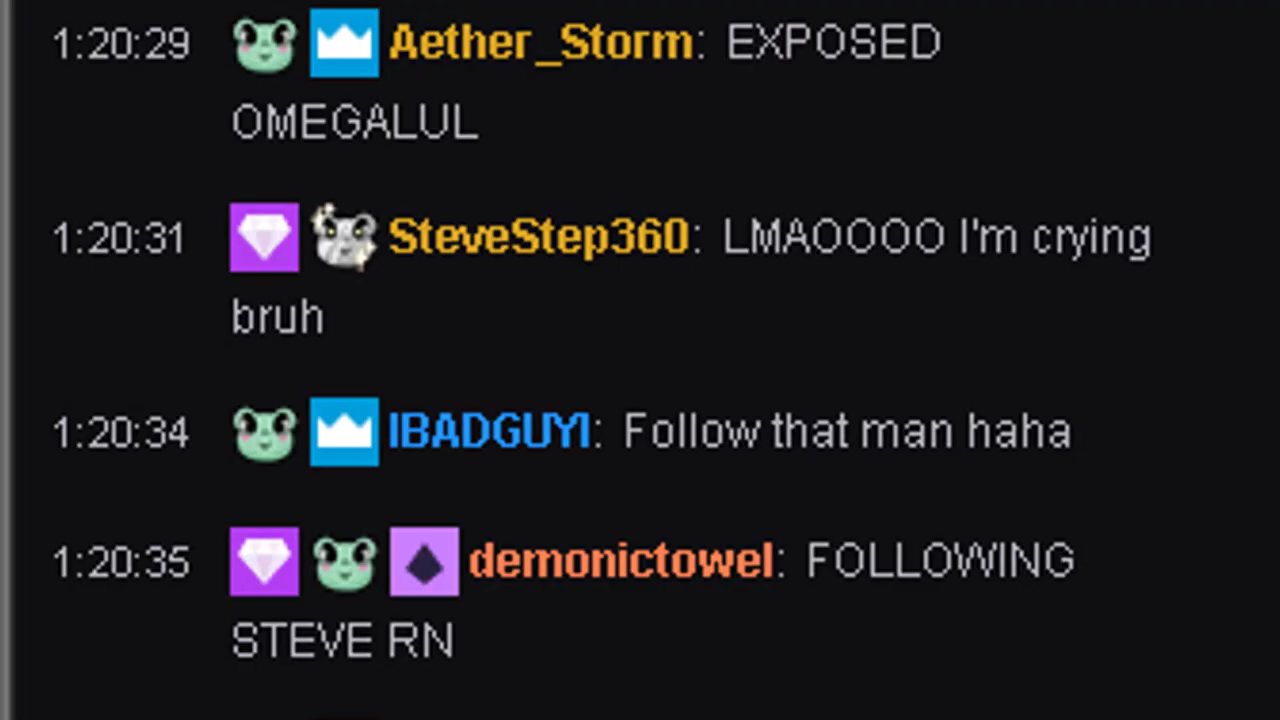 1:20:29 Aether_Storm: EXPOSED
OMEGALUL
1:20:31 SteveStep360: LMAOOOO I'm crying
bruh
1:20:34 IBADGUYI: Follow that man haha
1:20:35 demonictowel: FOLLOWING
STEVE RN